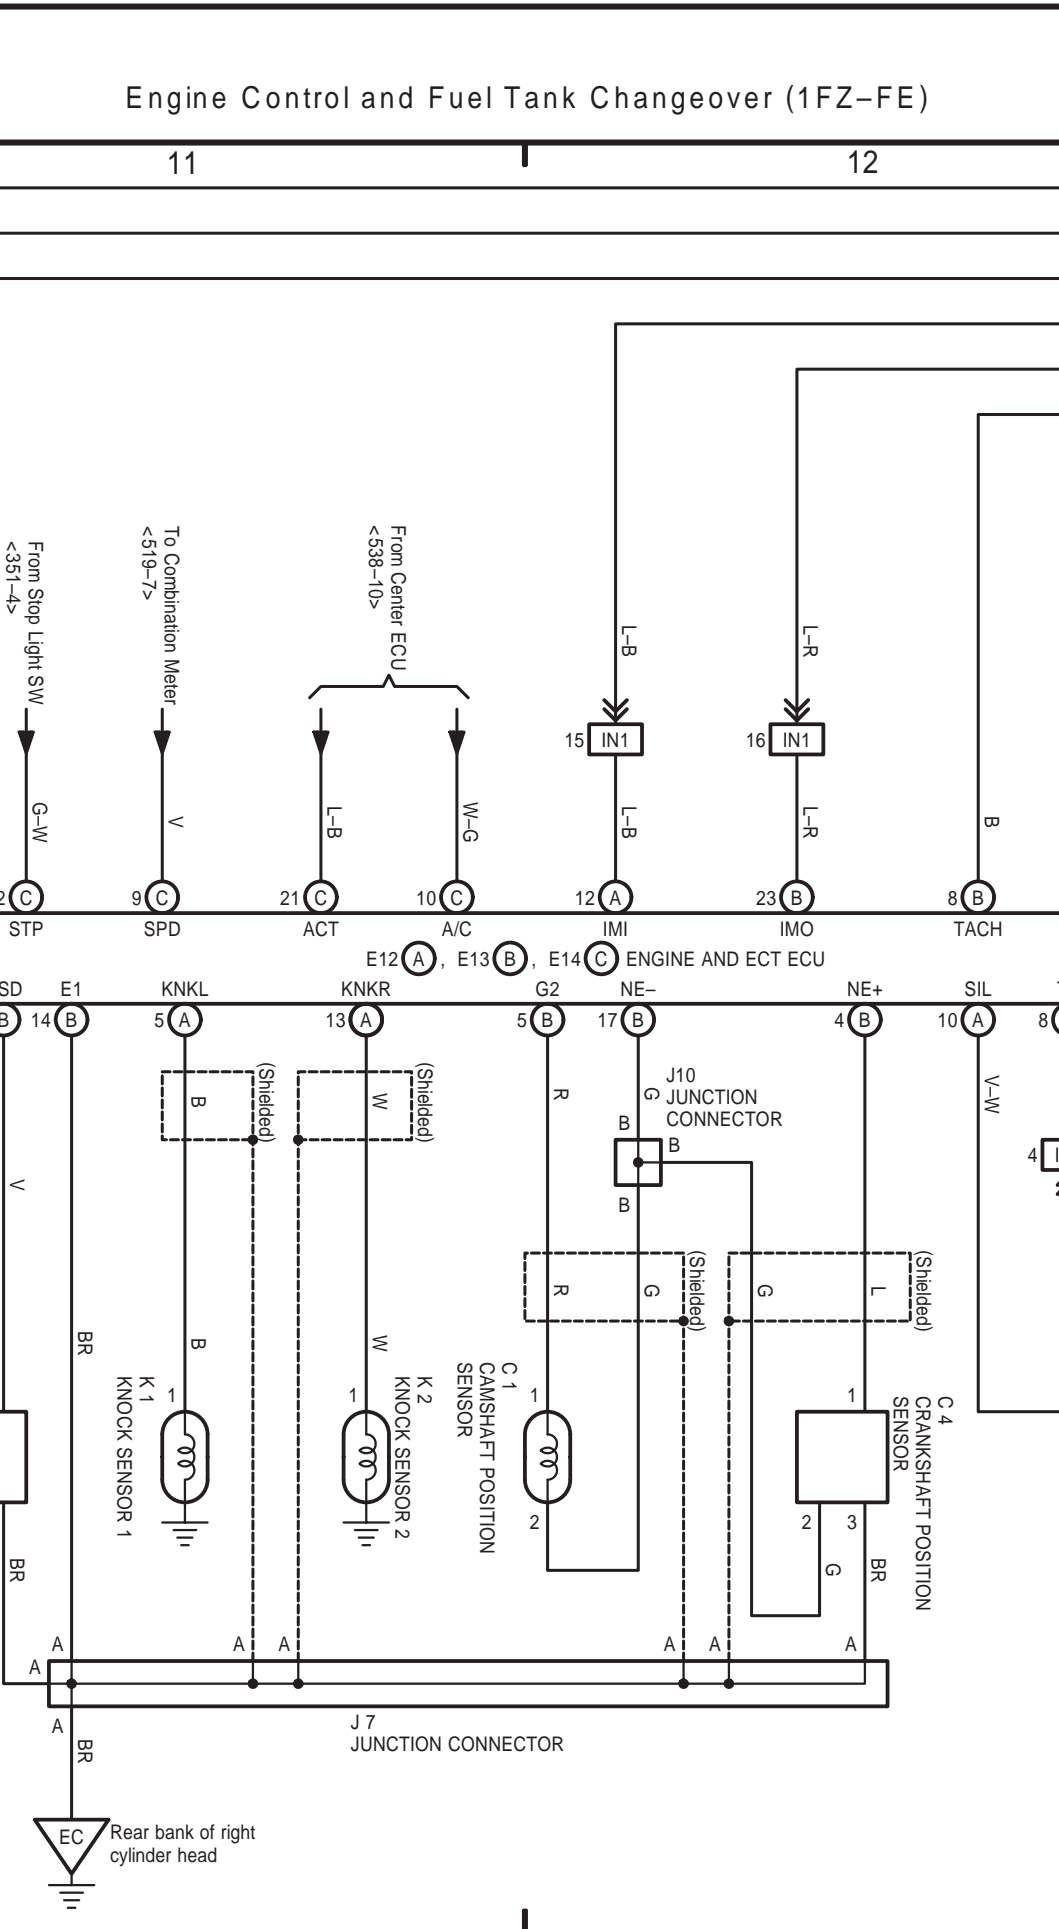 Engine Control and Fuel Tank Changeover (1FZ–FE)
11
12
From Stop Light SW
<351–4>
To Combination Meter
<519–7>
From Center ECU
<538–10>
L–B
L–R
15 IN1
16 IN1
G–W
V
L–B
W–G
L–B
L–R
B
2 C
9 C
21 C
10 C
12 A
23 B
8 B
STP
SPD
ACT
A/C
IMI
IMO
TACH
E12 A , E13 B , E14 C ENGINE AND ECT ECU
SD
E1
KNKL
KNKR
G2
NE–
NE+
SIL
B
14 B
5 A
13 A
5 B
17 B
4 B
10 A
8
(Shielded)
(Shielded)
B
W
R
G
V–W
J10
JUNCTION
CONNECTOR
B
B
B
V
4
(Shielded)
(Shielded)
R
G
G
L
BR
B
W
K 1
KNOCK SENSOR 1
1
K 2
KNOCK SENSOR 2
1
C 1
CAMSHAFT POSITION
SENSOR
1
2
C 4
CRANKSHAFT POSITION
SENSOR
1
2
3
BR
G
BR
A
A
A
A
A
A
A
A
BR
J 7
JUNCTION CONNECTOR
EC
Rear bank of right
cylinder head